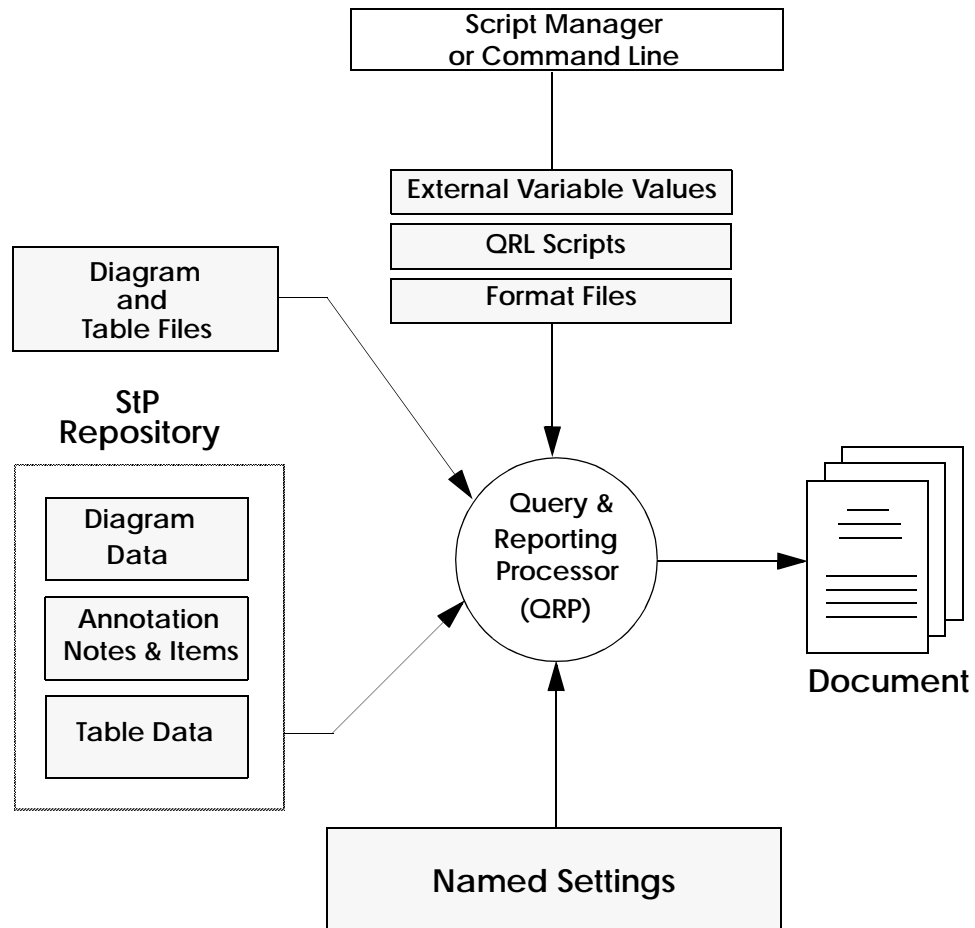 Script Manager
or Command Line
External Variable Values
QRL Scripts
Format Files
Diagram
and
Table Files
StP
Repository
Diagram
Data
Annotation
Notes & Items
Table Data
Query &
Reporting
Processor
(QRP)
Document
Named Settings